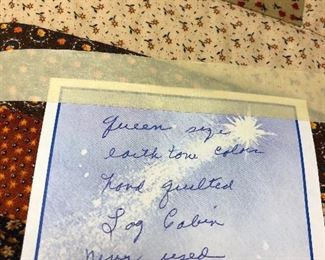 queen size
earth tone colors
hand quilted
Log Cabin
never used